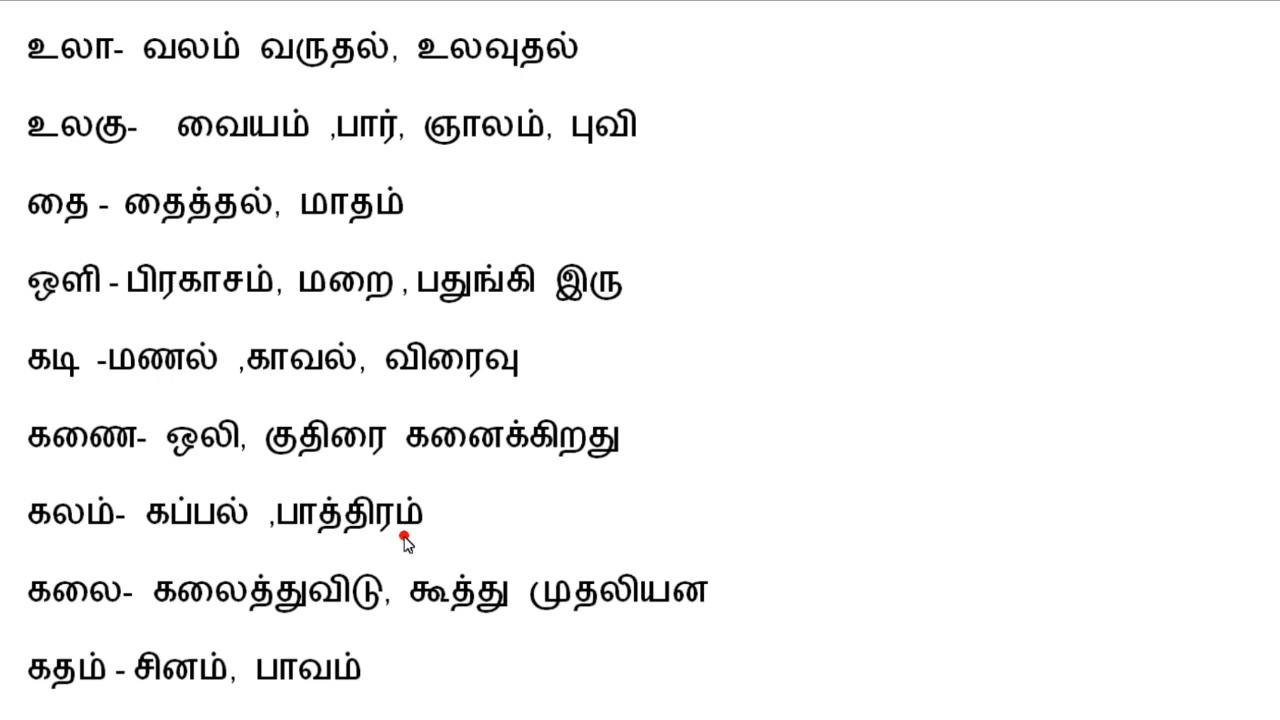 உலா- வலம் வருதல், உலவுதல்
உலகு- வையம் ,பார், ஞாலம், புவி
தை - தைத்தல், மாதம்
ஒளி - பிரகாசம், மறை , பதுங்கி இரு
கடி -மணல் ,காவல், விரைவு
கணை- ஒலி, குதிரை கனைக்கிறது
கலம்- கப்பல் ,பாத்திரம்
கலை- கலைத்துவிடு, கூத்து முதலியன
கதம் - சினம், பாவம்